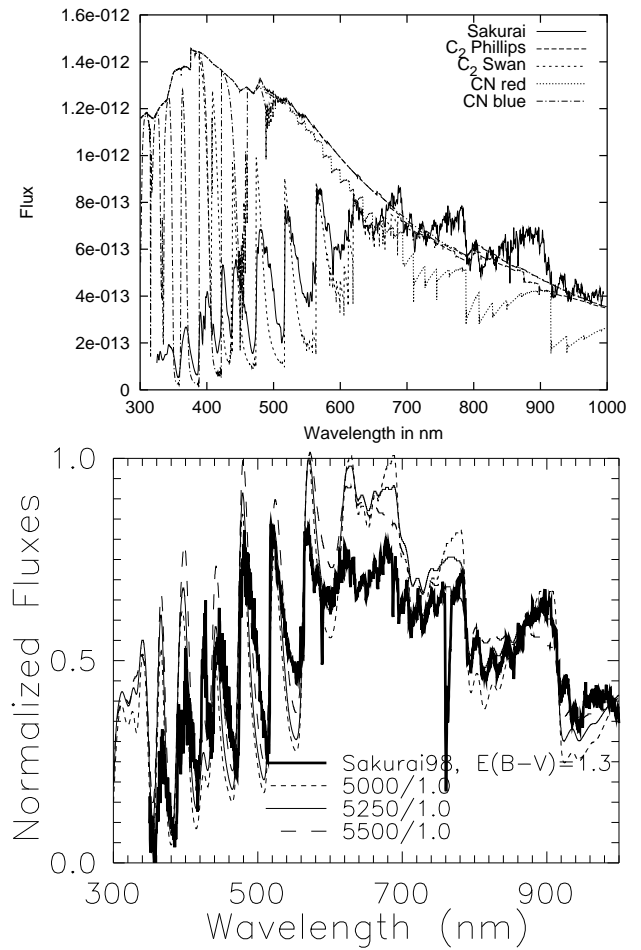 1.6e-012
1.4e-012
1.2e-012
1e-012
8e-013
6e-013
4e-013
2e-013
0
Flux
Sakurai
C2 Phillips
C2 Swan
CN red
CN blue
300 400 500 600 700 800 900 1000
Wavelength in nm
1.0
0.5
0.0
Normalized Fluxes
Sakurai98, E(B-V)=1.3
5000/1.0
5250/1.0
5500/1.0
300 500 700 900
Wavelength (nm)